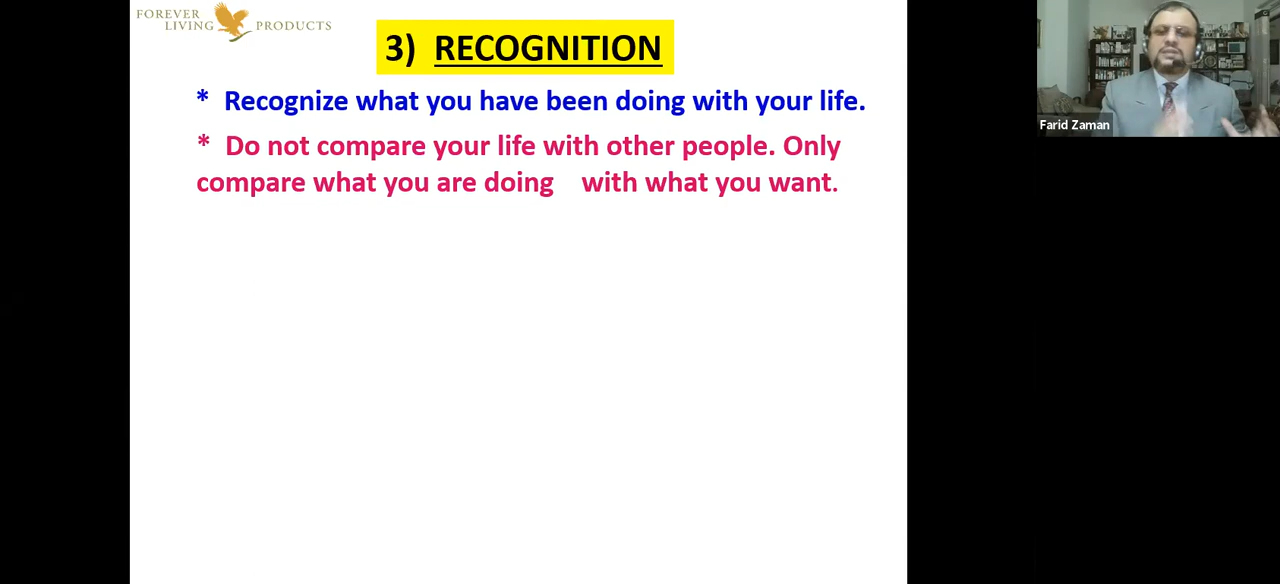 FOREVER
LIVING PRODUCTS
3) RECOGNITION
* Recognize what you have been doing with your life.
* Do not compare your life with other people. Only
compare what you are doing with what you want.
Farid Zaman